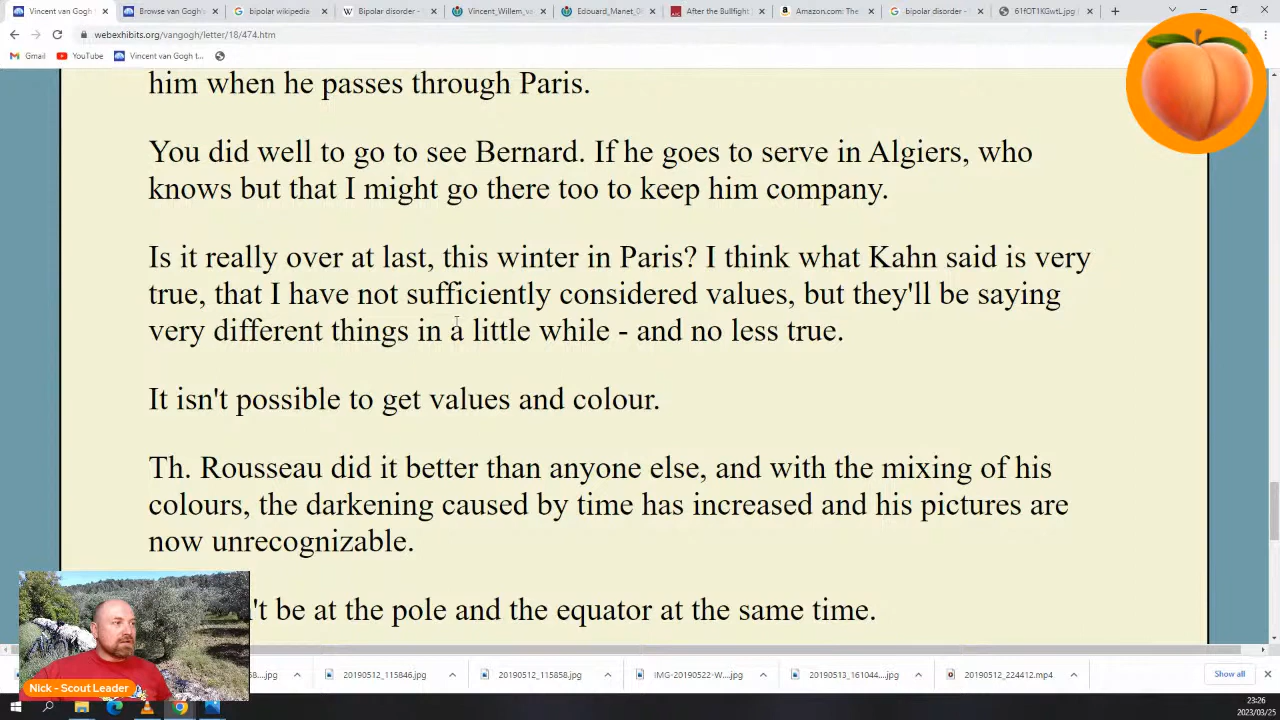 Vincent van Gogh
Browse van Gogh's
bipolar wikipedia
Bipolar disorder -
Vincent_Willem_va
Edouard_Manet_
After the Bullfight
Amazon.com: The
bipolar disorder -
61fOT1KGwtL.jpg
webexhibits.org/vangogh/letter/18/474.htm
Gmail
YouTube
Vincent van Gogh
him when he passes through Paris.
You did well to go to see Bernard. If he goes to serve in Algiers, who
knows but that I might go there too to keep him company.
Is it really over at last, this winter in Paris? I think what Kahn said is very
true, that I have not sufficiently considered values, but they'll be saying
very different things in a little while - and no less true.
It isn't possible to get values and colour.
Th. Rousseau did it better than anyone else, and with the mixing of his
colours, the darkening caused by time has increased and his pictures are
now unrecognizable.
't be at the pole and the equator at the same time.
Nick - Scout Leader
.jpg
20190512_115846.jpg
20190512_115858.jpg
IMG-20190522-W....jpg
20190513_161044....jpg
20190512_224412.mp4
Show all
23:26
2023/03/25